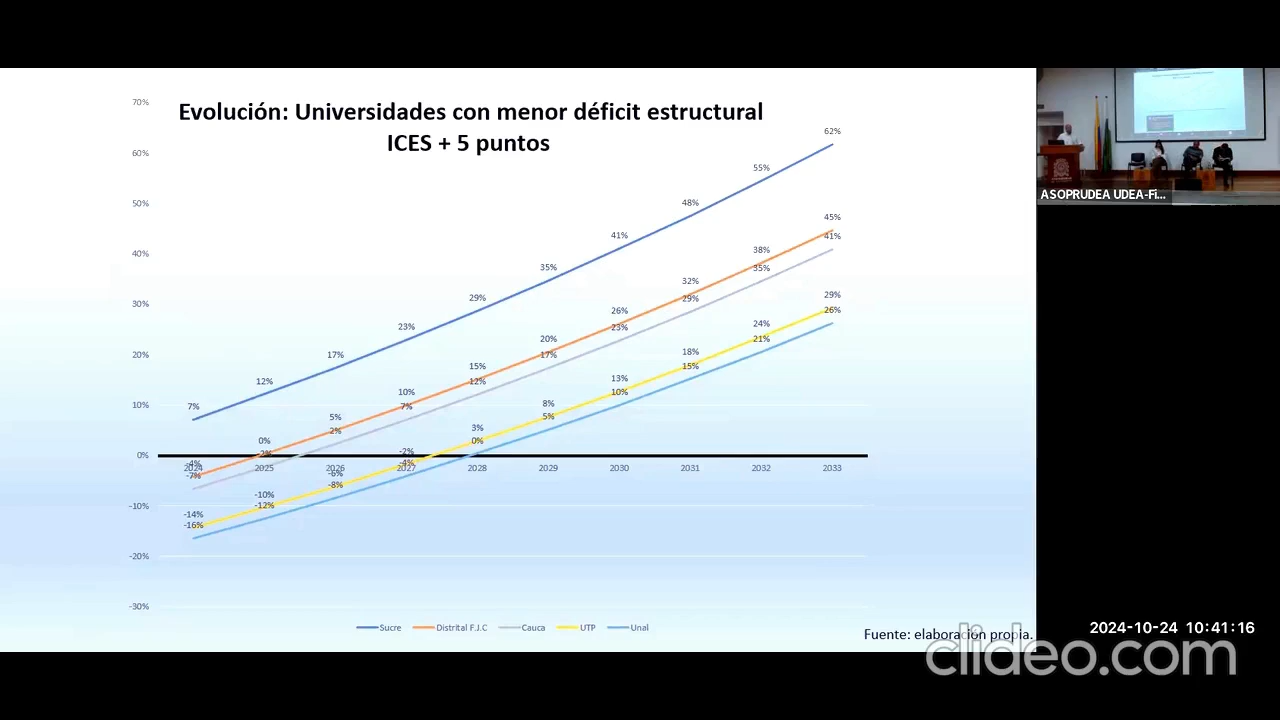 Evolución: Universidades con menor déficit estructural
ICES + 5 puntos
70%
60%
50%
40%
30%
20%
10%
0%
-10%
-20%
-30%
2024 2025 2026 2027 2028 2029 2030 2031 2032 2033
7% 12% 17% 23% 29% 35% 41% 48% 55% 62%
-4% 0% 5% 10% 15% 20% 26% 32% 38% 45%
-7% -2% 2% 7% 12% 17% 23% 29% 35% 41%
-14% -10% -6% -2% 3% 8% 13% 18% 24% 29%
-16% -12% -8% -4% 0% 5% 10% 15% 21% 26%
Sucre Distrital F.J.C Cauca UTP Unal
Fuente: elaboración propia.
ASOPRUDEA UDEA-Fi...
2024-10-24 10:41:16
clideo.com